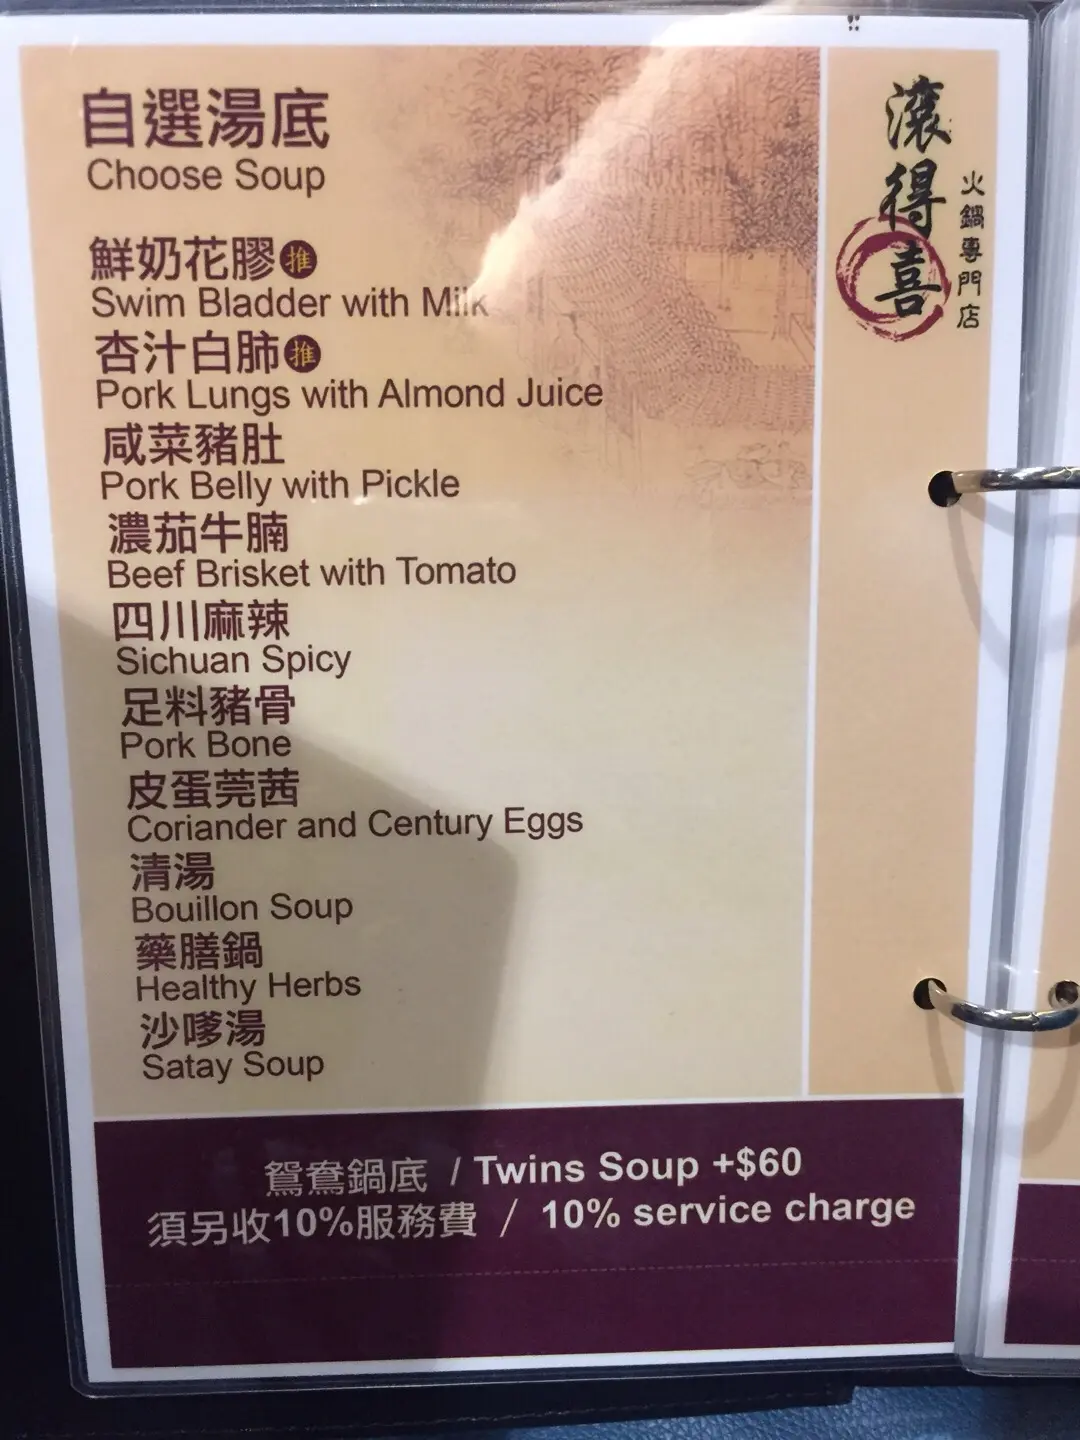 自選湯底
Choose Soup
鮮奶花膠推
Swim Bladder with Milk
杏汁白肺推
Pork Lungs with Almond Juice
咸菜豬肚
Pork Belly with Pickle
濃茄牛腩
Beef Brisket with Tomato
四川麻辣
Sichuan Spicy
足料豬骨
Pork Bone
皮蛋莞茜
Coriander and Century Eggs
清湯
Bouillon Soup
藥膳鍋
Healthy Herbs
沙嗲湯
Satay Soup
滾得喜
火鍋專門店
鴛鴦鍋底 / Twins Soup +$60
須另收10%服務費 / 10% service charge